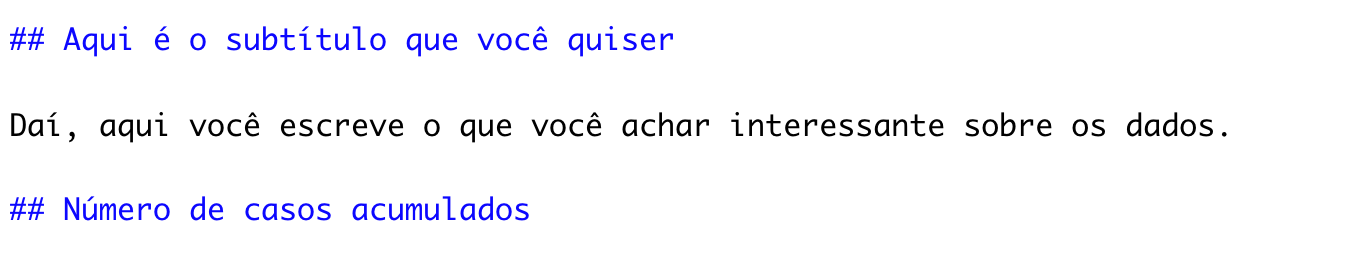 ## Aqui é o subtítulo que você quiser
Daí, aqui você escreve o que você achar interessante sobre os dados.
## Número de casos acumulados